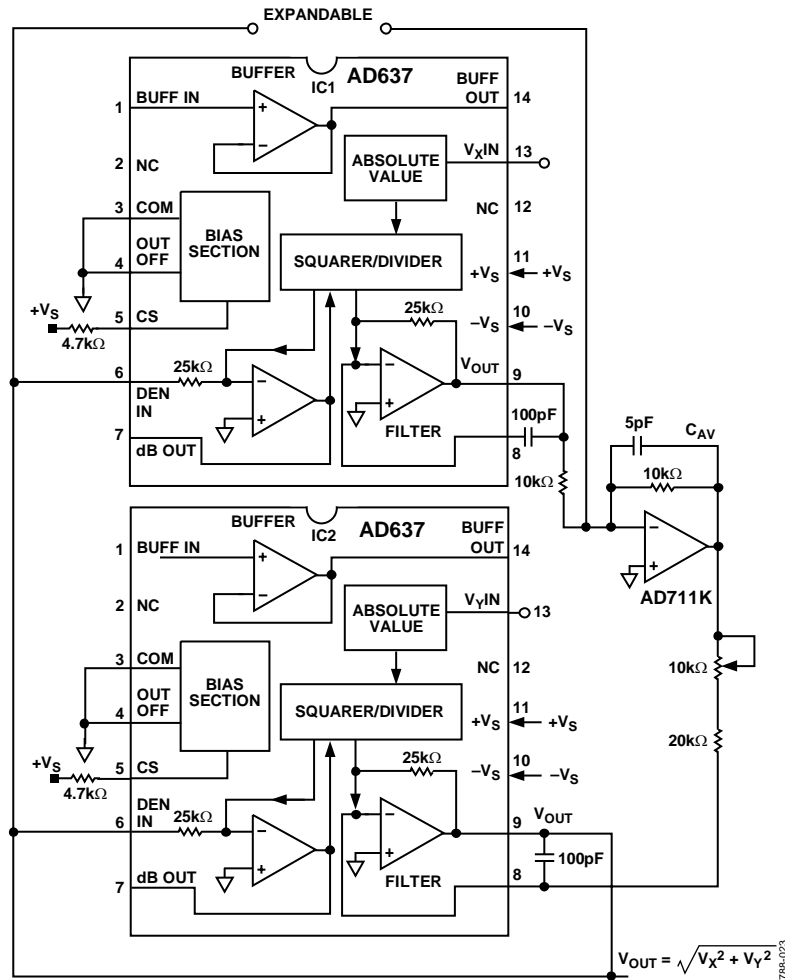 EXPANDABLE
BUFFER
IC1
AD637
BUFF
OUT
14
1
BUFF IN
+
−
ABSOLUTE
VALUE
VXIN
13
2
NC
3
COM
BIAS
SECTION
NC
12
OUT
OFF
4
SQUARER/DIVIDER
11
+VS
+VS
+VS
4.7kΩ
5
CS
25kΩ
10
−VS
−VS
6
25kΩ
DEN
IN
−
+
−
+
VOUT
9
FILTER
100pF
8
7
dB OUT
10kΩ
5pF
CAV
10kΩ
−
+
AD711K
BUFFER
IC2
AD637
BUFF
OUT
14
1
BUFF IN
+
−
ABSOLUTE
VALUE
VYIN
13
2
NC
3
COM
BIAS
SECTION
NC
12
OUT
OFF
4
SQUARER/DIVIDER
11
+VS
+VS
10kΩ
20kΩ
+VS
4.7kΩ
5
CS
25kΩ
10
−VS
−VS
DEN
IN
6
25kΩ
−
+
−
+
9
VOUT
100pF
FILTER
8
7
dB OUT
VOUT = √VX² + VY²
788-023